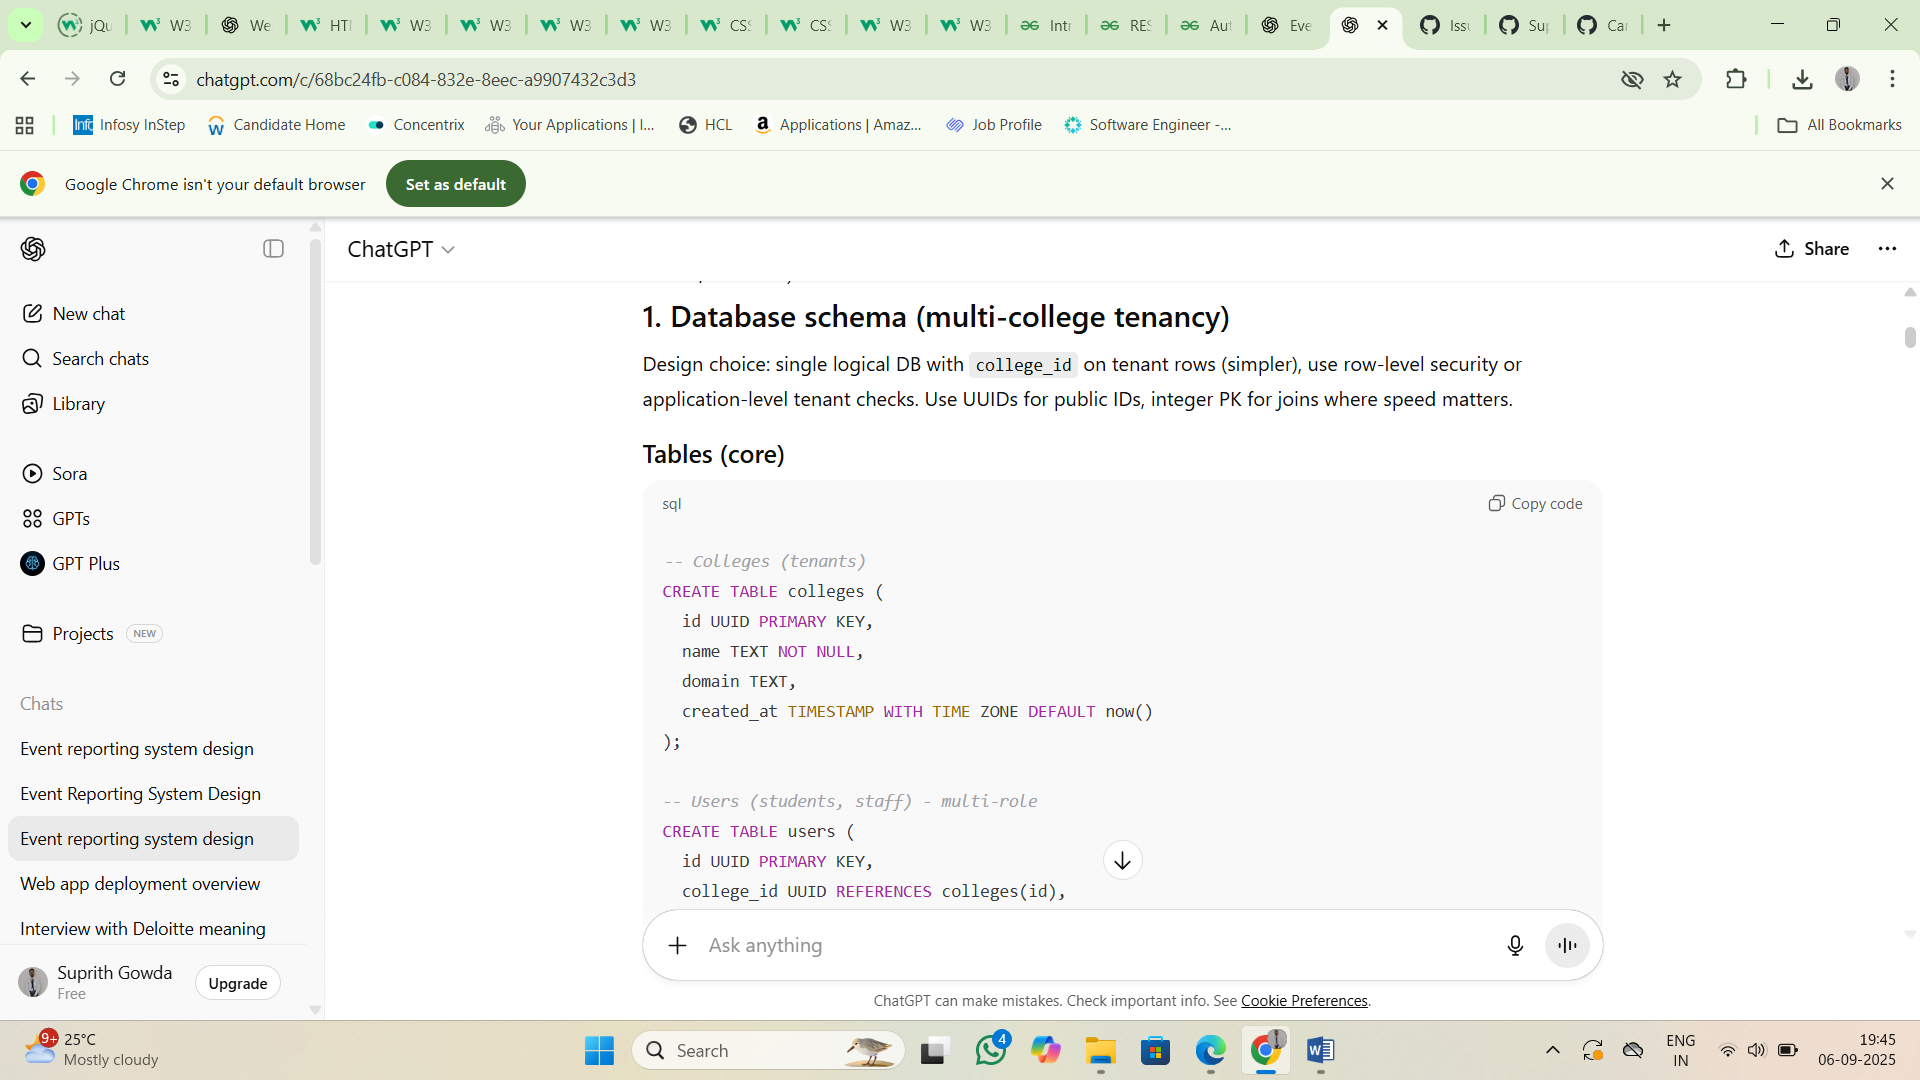 jQu
W3
We
HT
W3
W3
W3
W3
CSS
CSS
W3
W3
Intr
RES
Aut
Eve
Issu
Sup
Car
chatgpt.com/c/68bc24fb-c084-832e-8eec-a9907432c3d3
Infosy InStep
Candidate Home
Concentrix
Your Applications | I...
HCL
Applications | Amaz...
Job Profile
Software Engineer -...
All Bookmarks
Google Chrome isn't your default browser
Set as default
ChatGPT
Share
New chat
Search chats
Library
Sora
GPTs
GPT Plus
Projects NEW
Chats
Event reporting system design
Event Reporting System Design
Event reporting system design
Web app deployment overview
Interview with Deloitte meaning
Suprith Gowda
Free
Upgrade
1. Database schema (multi-college tenancy)
Design choice: single logical DB with college_id on tenant rows (simpler), use row-level security or
application-level tenant checks. Use UUIDs for public IDs, integer PK for joins where speed matters.
Tables (core)
sql
Copy code
-- Colleges (tenants)
CREATE TABLE colleges (
id UUID PRIMARY KEY,
name TEXT NOT NULL,
domain TEXT,
created_at TIMESTAMP WITH TIME ZONE DEFAULT now()
);
-- Users (students, staff) - multi-role
CREATE TABLE users (
id UUID PRIMARY KEY,
college_id UUID REFERENCES colleges(id),
Ask anything
ChatGPT can make mistakes. Check important info. See Cookie Preferences.
9+
25°C
Mostly cloudy
Search
4
ENG
IN
19:45
06-09-2025